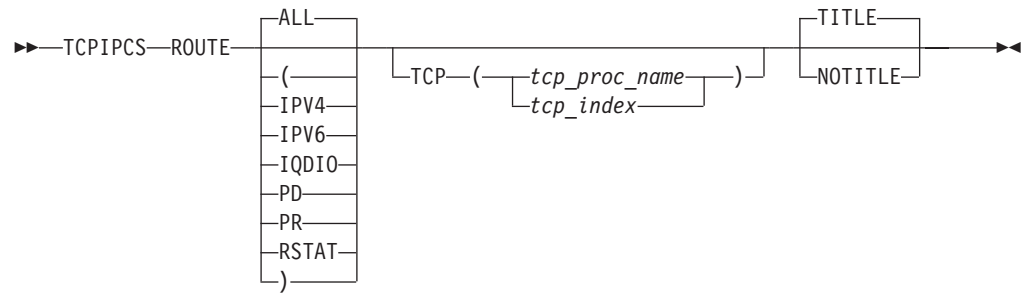 ALL TITLE
TCPIPCS ROUTE
( TCP ( tcp_proc_name ) NOTITLE
IPV4 tcp_index
IPV6
IQDIO
PD
PR
RSTAT
)